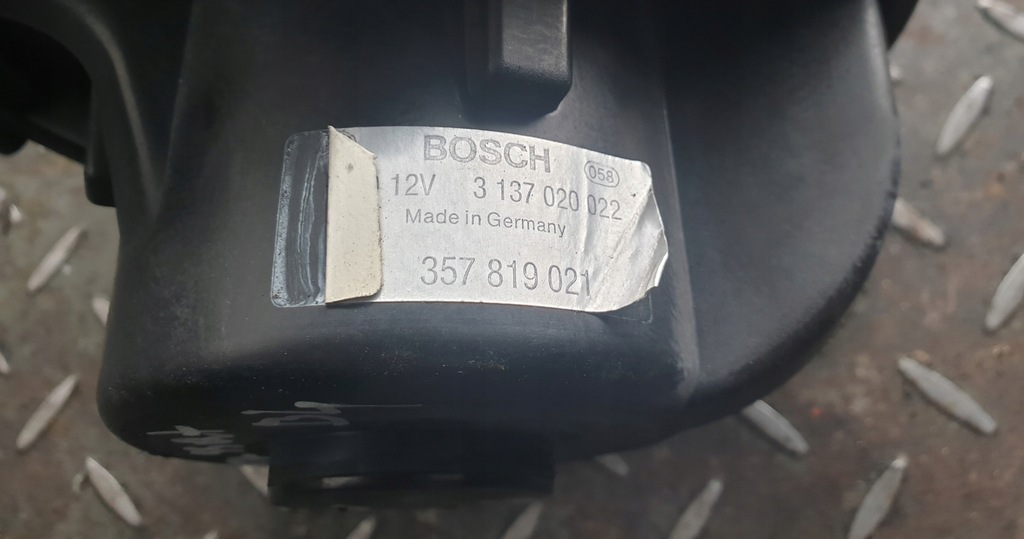 BOSCH
058
12V 3 137 020 022
Made in Germany
357 819 021